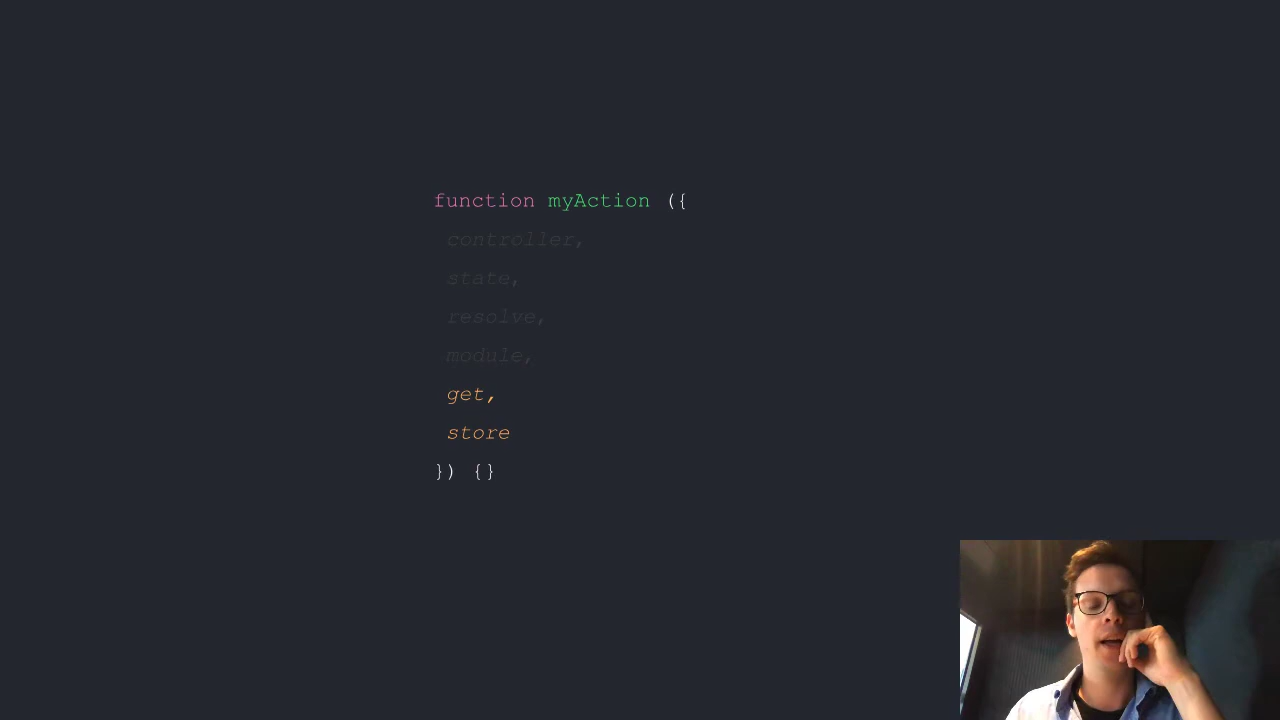 function myAction ({
controller,
state,
resolve,
module,
get,
store
}) {}